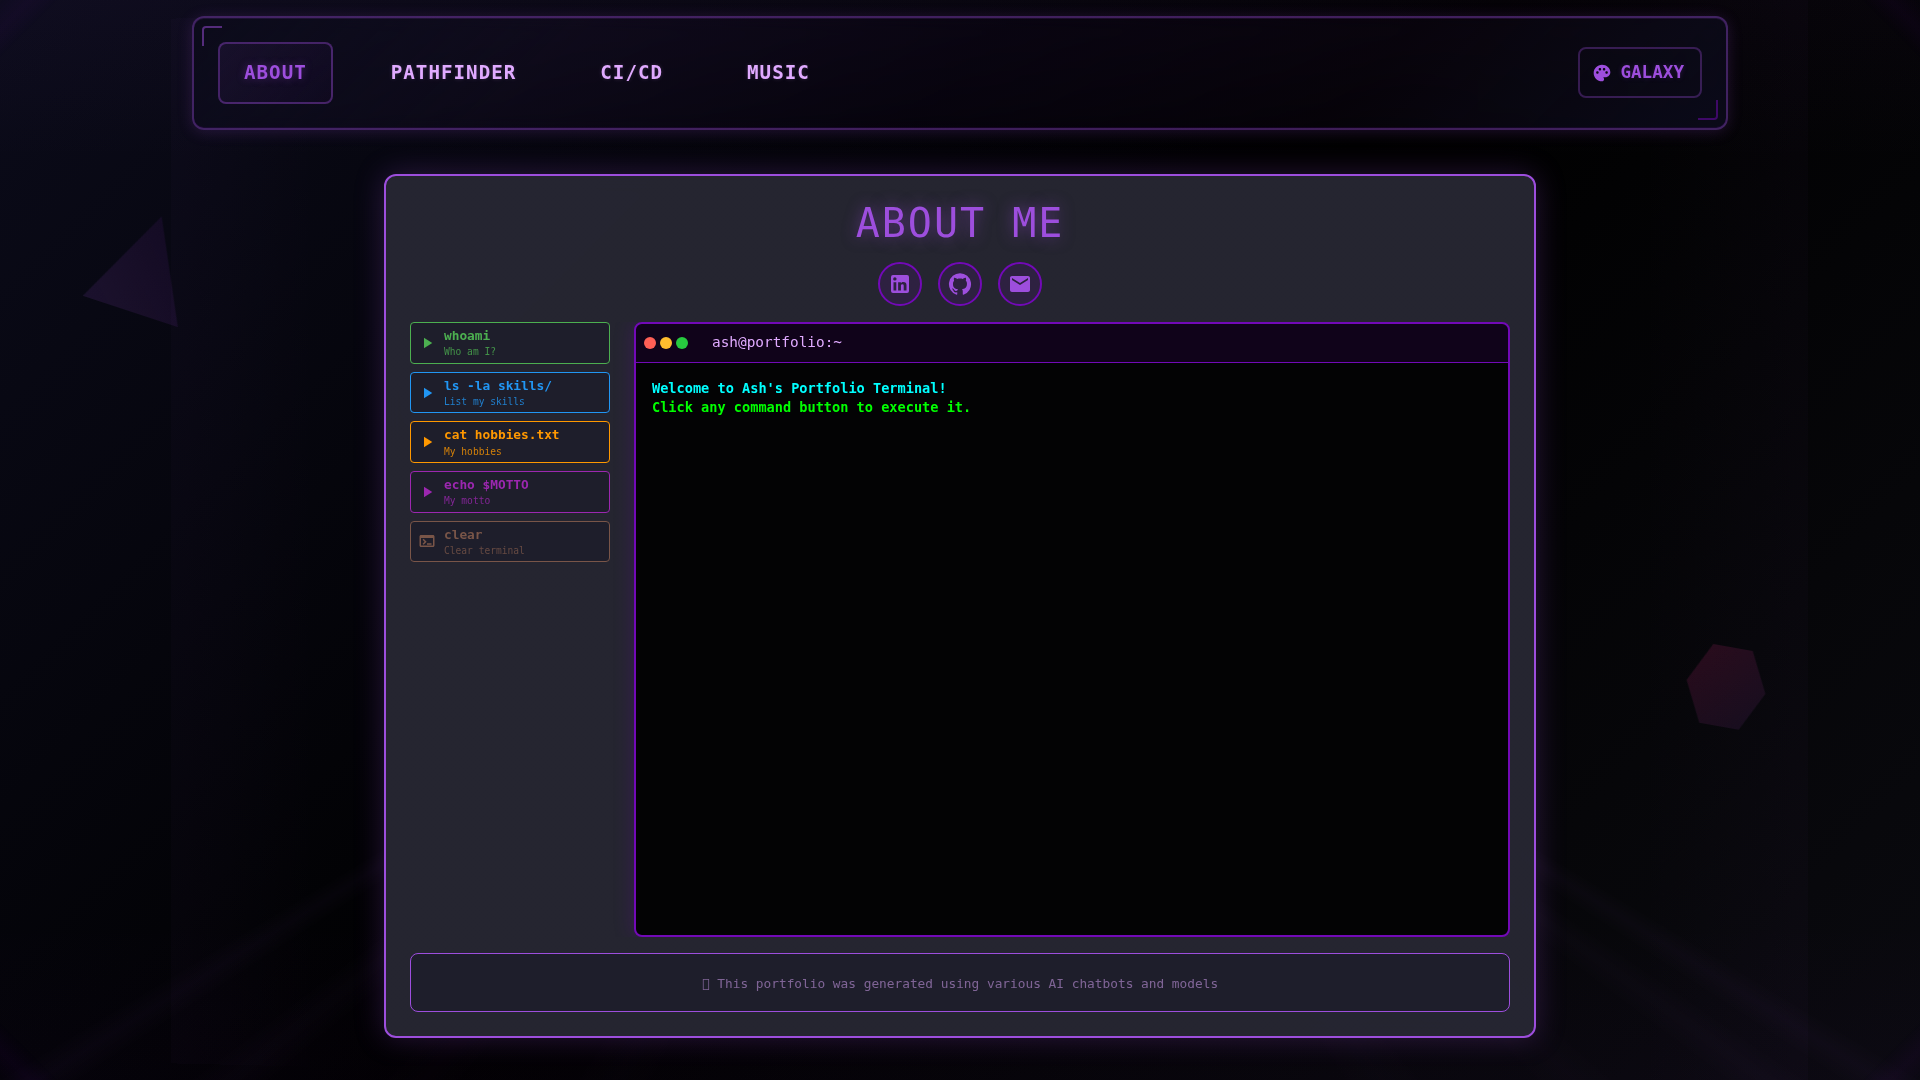 ABOUT
PATHFINDER
CI/CD
MUSIC
GALAXY
ABOUT ME
whoami
Who am I?
ls -la skills/
List my skills
cat hobbies.txt
My hobbies
echo $MOTTO
My motto
clear
Clear terminal
ash@portfolio:~
Welcome to Ash's Portfolio Terminal!
Click any command button to execute it.
This portfolio was generated using various AI chatbots and models